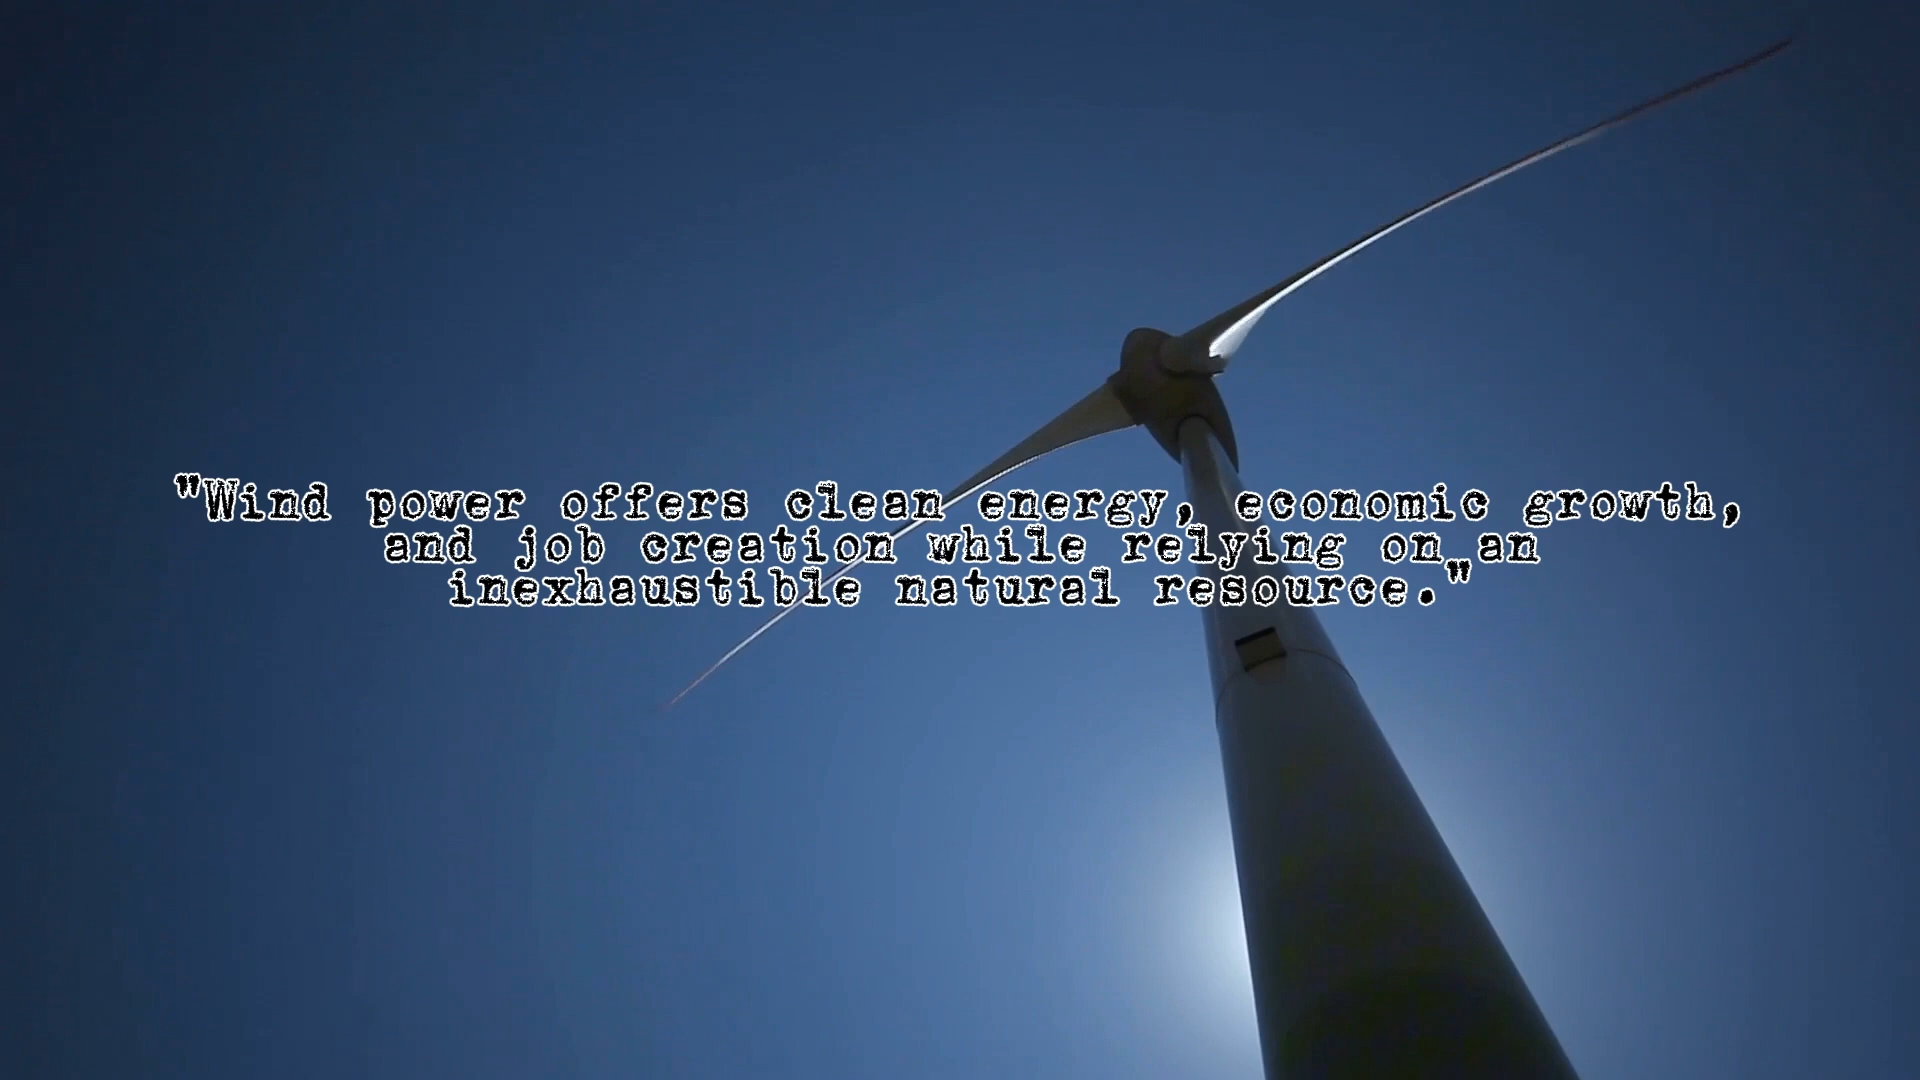 "Wind power offers clean energy, economic growth,
and job creation while relying on an
inexhaustible natural resource."